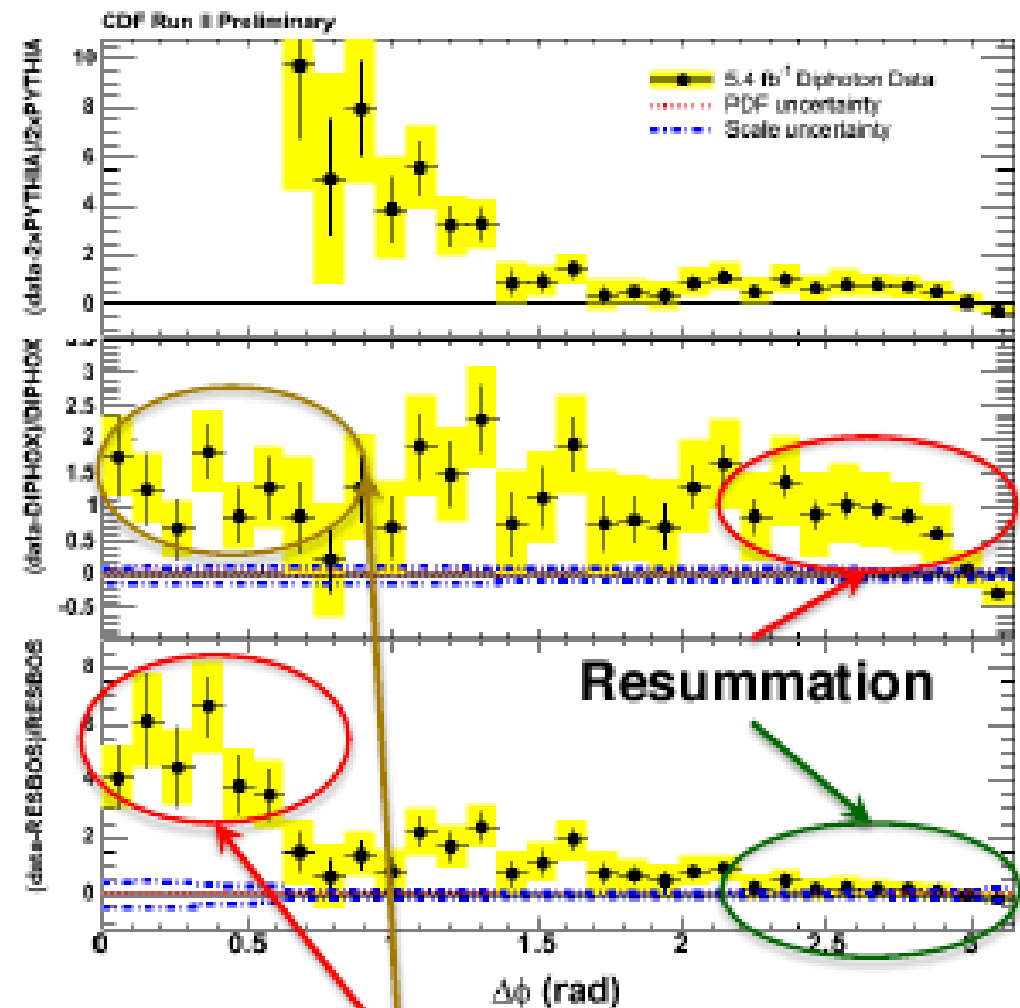 CDF Run II Preliminary
(data-2xPYTHIA)/2xPYTHIA
10
8
6
4
2
0
5.4 fb⁻¹ Diphoton Data
PDF uncertainty
Scale uncertainty
(data-DIPHOX)/DIPHOX
3
2.5
2
1.5
1
0.5
0
-0.5
(data-RESBOS)/RESBOS
8
6
4
2
0
Resummation
0 0.5 1 1.5 2 2.5 3
Δϕ (rad)